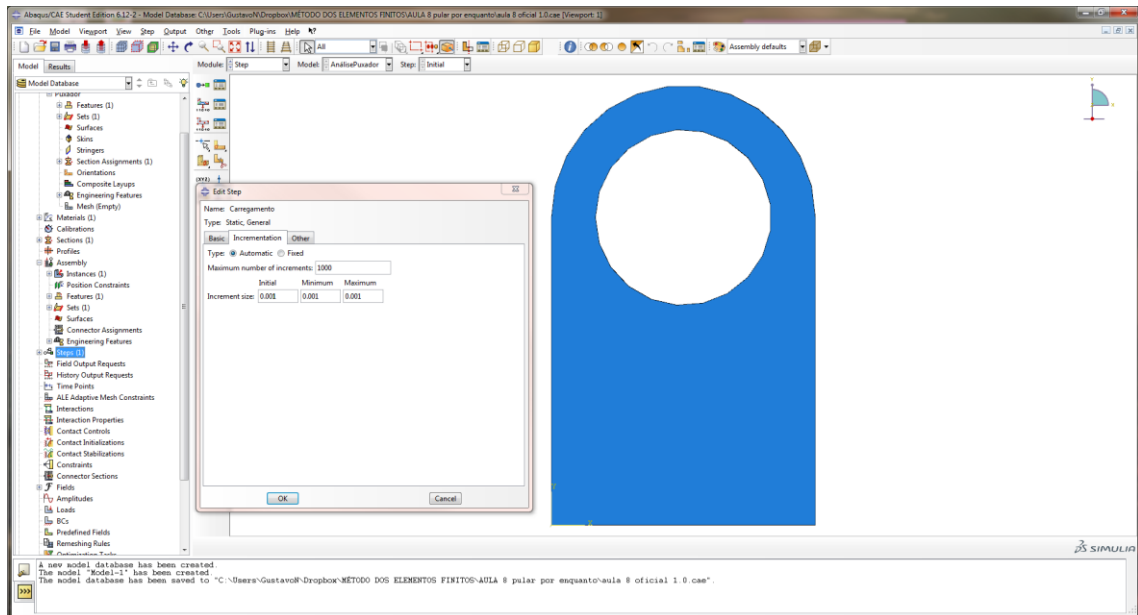 Abaqus/CAE Student Edition 6.12-2 - Model Database: C:\Users\GustavoN\Dropbox\MÉTODO DOS ELEMENTOS FINITOS\AULA 8 pular por enquanto\aula 8 oficial 1.0.cae [Viewport: 1]
File Model Viewport View Step Output Other Tools Plug-ins Help
All
Assembly defaults
Model Results
Module: Step Model: AnálisePuxador Step: Initial
Model Database
Puxador
Features (1)
Sets (1)
Surfaces
Skins
Stringers
Section Assignments (1)
Orientations
Composite Layups
Engineering Features
Mesh (Empty)
Materials (1)
Calibrations
Sections (1)
Profiles
Assembly
Instances (1)
Position Constraints
Features (1)
Sets (1)
Surfaces
Connector Assignments
Engineering Features
Steps (1)
Field Output Requests
History Output Requests
Time Points
ALE Adaptive Mesh Constraints
Interactions
Interaction Properties
Contact Controls
Contact Initializations
Contact Stabilizations
Constraints
Connector Sections
Fields
Amplitudes
Loads
BCs
Predefined Fields
Remeshing Rules
Optimization Tasks
Edit Step
Name: Carregamento
Type: Static, General
Basic Incrementation Other
Type: Automatic Fixed
Maximum number of increments: 1000
Initial Minimum Maximum
Increment size: 0.001 0.001 0.001
OK Cancel
Y
X
SIMULIA
A new model database has been created.
The model "Model-1" has been created.
The model database has been saved to "C:\Users\GustavoN\Dropbox\MÉTODO DOS ELEMENTOS FINITOS\AULA 8 pular por enquanto\aula 8 oficial 1.0.cae".